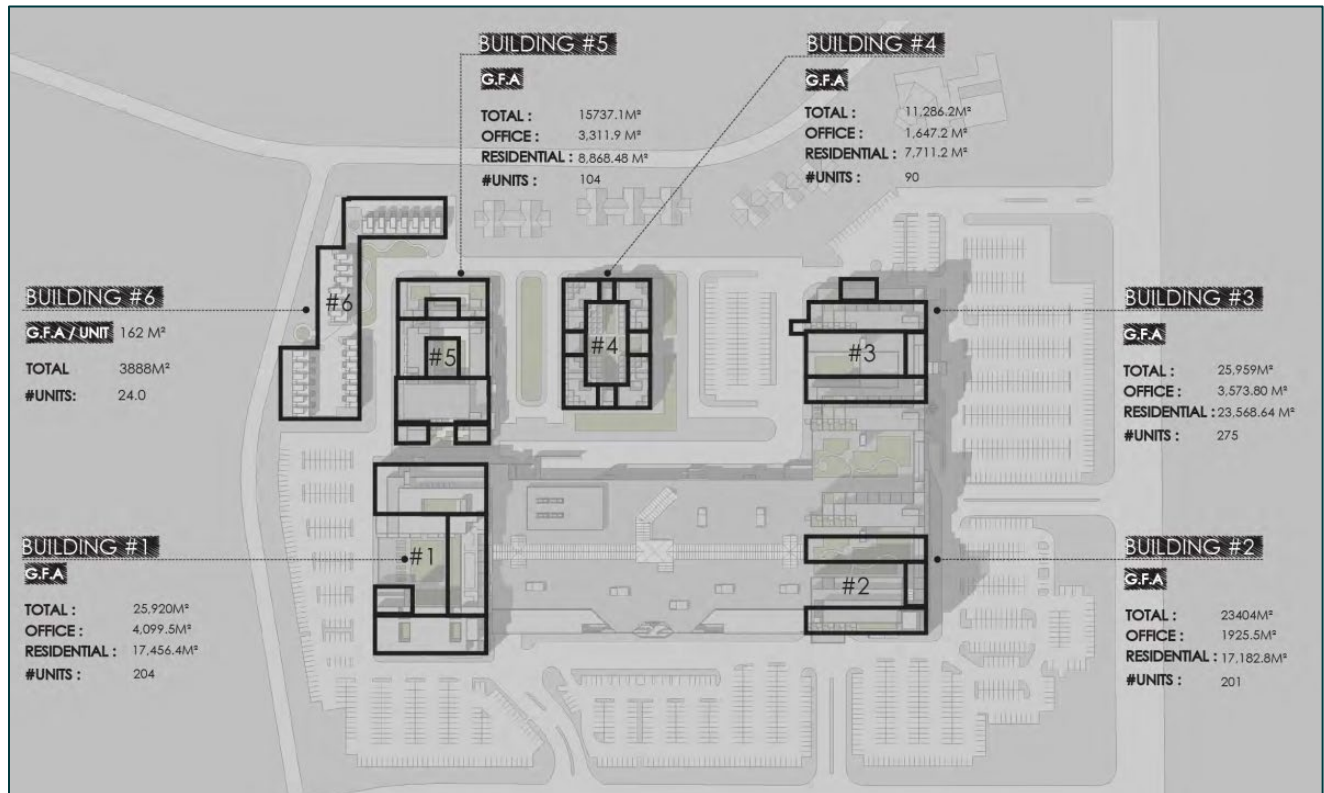 BUILDING #5
G.F.A
TOTAL : 15737.1M²
OFFICE : 3,311.9 M²
RESIDENTIAL : 8,868.48 M²
#UNITS : 104
BUILDING #4
G.F.A
TOTAL : 11,286.2M²
OFFICE : 1,647.2 M²
RESIDENTIAL : 7,711.2 M²
#UNITS : 90
BUILDING #6
G.F.A / UNIT 162 M²
TOTAL 3888M²
#UNITS: 24.0
BUILDING #3
G.F.A
TOTAL : 25,959M²
OFFICE : 3,573.80 M²
RESIDENTIAL : 23,568.64 M²
#UNITS : 275
#6
#5
#4
#3
BUILDING #1
G.F.A
TOTAL : 25,920M²
OFFICE : 4,099.5M²
RESIDENTIAL : 17,456.4M²
#UNITS : 204
#1
#2
BUILDING #2
G.F.A
TOTAL : 23404M²
OFFICE : 1925.5M²
RESIDENTIAL : 17,182.8M²
#UNITS : 201